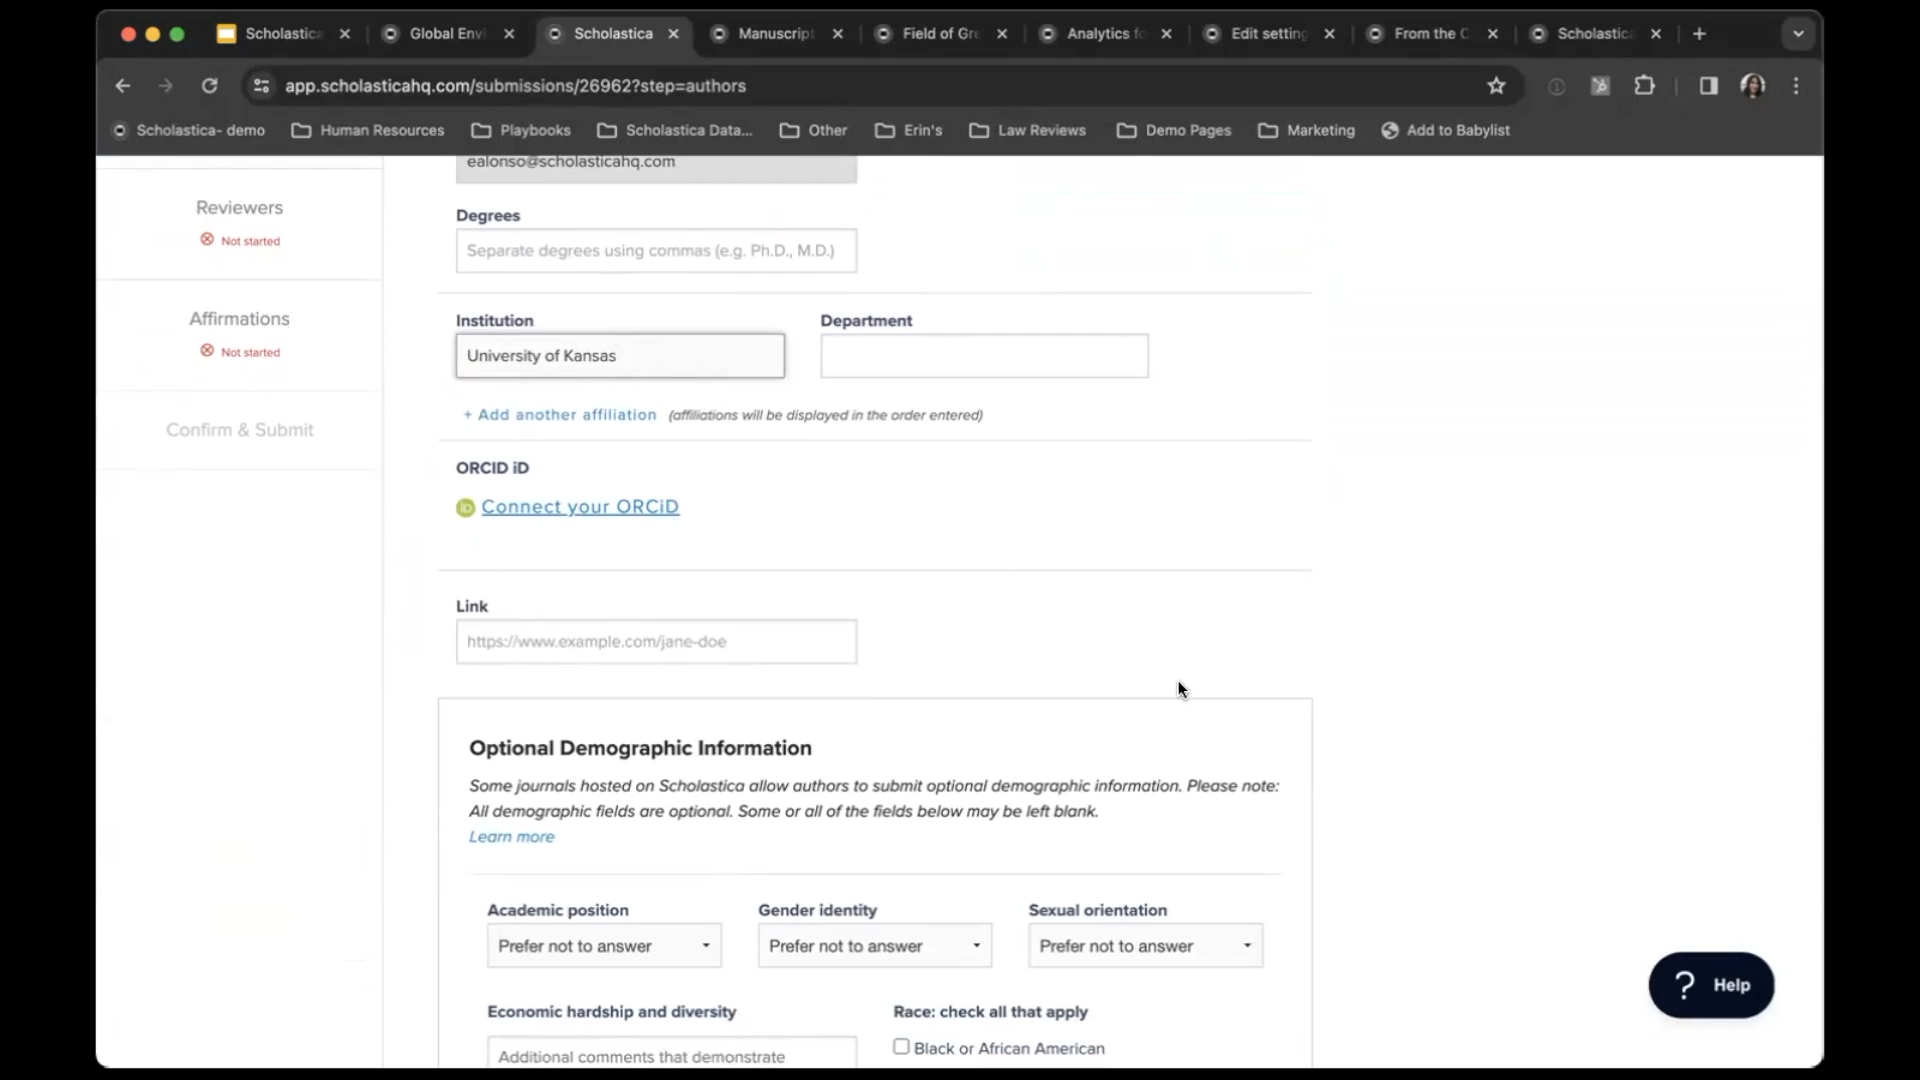 Scholastica
Global Envi
Scholastica
Manuscript
Field of Gre
Analytics fo
Edit setting
From the C
Scholastica
app.scholasticahq.com/submissions/26962?step=authors
Scholastica- demo
Human Resources
Playbooks
Scholastica Data...
Other
Erin's
Law Reviews
Demo Pages
Marketing
Add to Babylist
ealonso@scholasticahq.com
Reviewers
Not started
Degrees
Separate degrees using commas (e.g. Ph.D., M.D.)
Affirmations
Not started
Institution
Department
University of Kansas
+ Add another affiliation (affiliations will be displayed in the order entered)
Confirm & Submit
ORCID iD
iD Connect your ORCiD
Link
https://www.example.com/jane-doe
Optional Demographic Information
Some journals hosted on Scholastica allow authors to submit optional demographic information. Please note:
All demographic fields are optional. Some or all of the fields below may be left blank.
Learn more
Academic position
Gender identity
Sexual orientation
Prefer not to answer
Prefer not to answer
Prefer not to answer
? Help
Economic hardship and diversity
Race: check all that apply
Additional comments that demonstrate
Black or African American